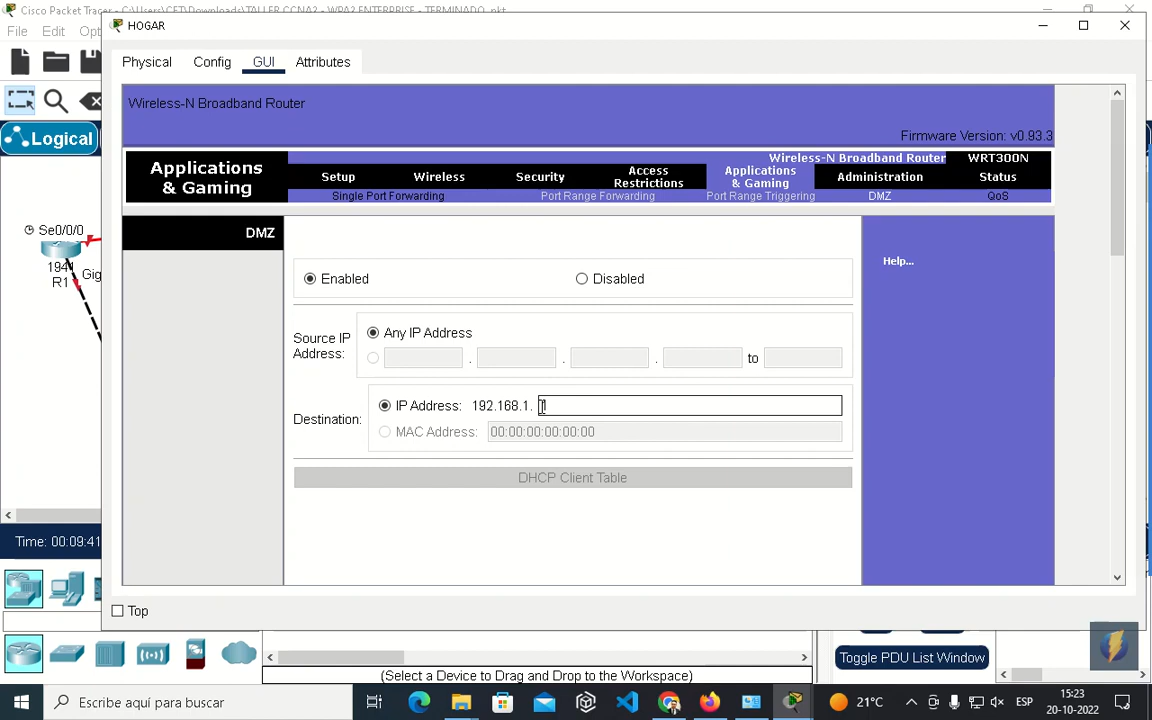 Cisco Packet Tracer - C:\Users\CFT\Downloads\TALLER CCNA2 - WPA2 ENTERPRISE - TERMINADO .pkt
HOGAR
File Edit Opt
Physical Config GUI Attributes
Wireless-N Broadband Router
Firmware Version: v0.93.3
Logical
Wireless-N Broadband Router WRT300N
Applications & Gaming
Setup Wireless Security Access Restrictions Applications & Gaming Administration Status
Single Port Forwarding Port Range Forwarding Port Range Triggering DMZ QoS
DMZ
Se0/0/0
1941
R1
Gig
Help...
Enabled Disabled
Source IP Address:
Any IP Address
. . . to
Destination:
IP Address: 192.168.1.
MAC Address: 00:00:00:00:00:00
DHCP Client Table
Time: 00:09:41
Top
Toggle PDU List Window
(Select a Device to Drag and Drop to the Workspace)
Escribe aquí para buscar
21°C
ESP
15:23
20-10-2022